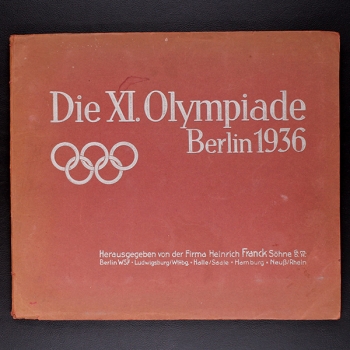 Die XI. Olympiade
Berlin 1936
Herausgegeben von der Firma Heinrich Franck Söhne
Berlin W57 • Ludwigsburg/Wttbg. • Halle/Saale • Hamburg • Neuß/Rhein